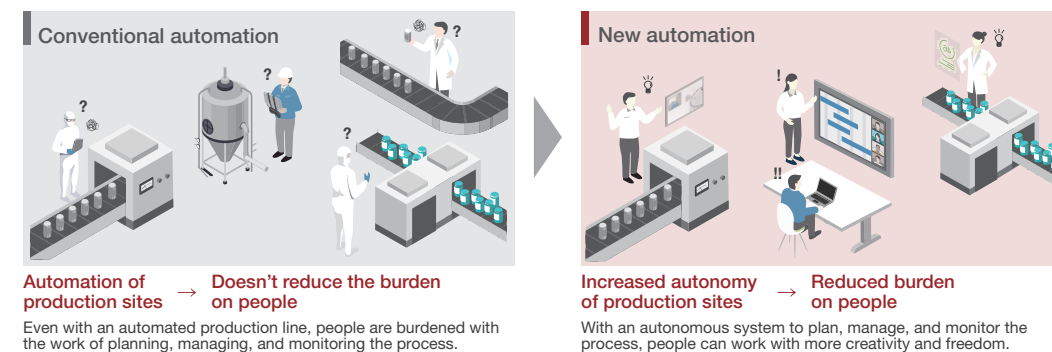 Conventional automation
?
?
?
?
Automation of
production sites
→
Doesn't reduce the burden
on people
Even with an automated production line, people are burdened with
the work of planning, managing, and monitoring the process.
New automation
!
!!
Increased autonomy
of production sites
→
Reduced burden
on people
With an autonomous system to plan, manage, and monitor the
process, people can work with more creativity and freedom.